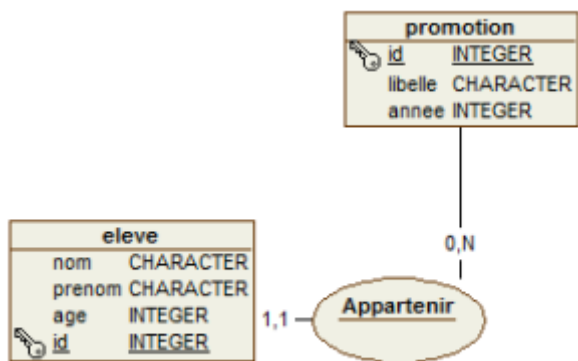 promotion
id INTEGER
libelle CHARACTER
annee INTEGER
0,N
eleve
nom CHARACTER
prenom CHARACTER
age INTEGER
id INTEGER
1,1
Appartenir